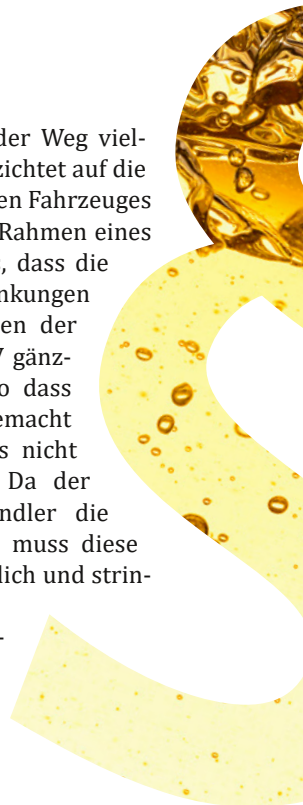 der Weg viel-
zichtet auf die
en Fahrzeuges
Rahmen eines
, dass die
nkungen
en der
gänz-
o dass
emacht
s nicht
Da der
ndler die
muss diese
lich und strin-
-